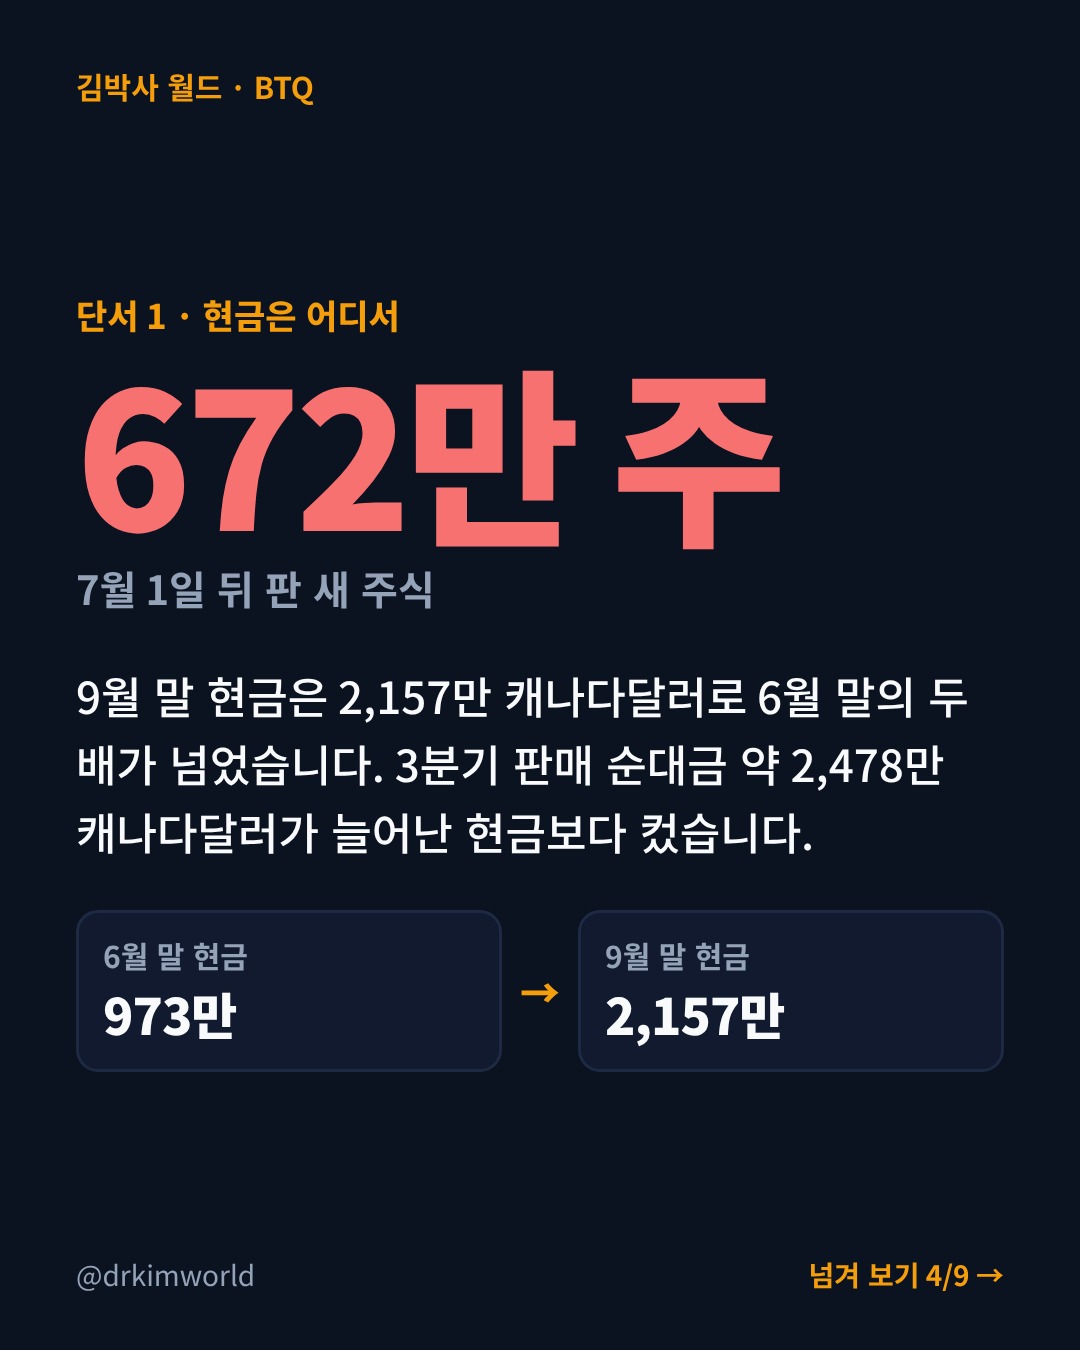 김박사 월드 · BTQ
단서 1 · 현금은 어디서
672만 주
7월 1일 뒤 판 새 주식
9월 말 현금은 2,157만 캐나다달러로 6월 말의 두
배가 넘었습니다. 3분기 판매 순대금 약 2,478만
캐나다달러가 늘어난 현금보다 컸습니다.
6월 말 현금
973만
→
9월 말 현금
2,157만
@drkimworld
넘겨 보기 4/9 →